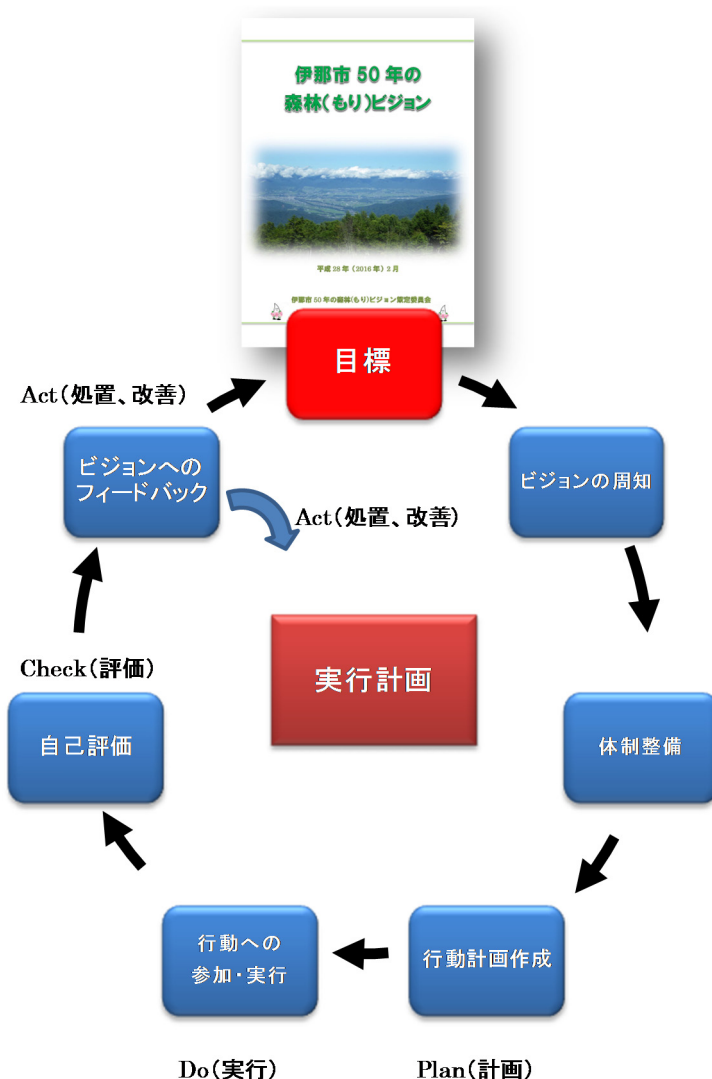 伊那市 50 年の
森林(もり)ビジョン
平成 28 年 (2016 年) 2 月
伊那市 50 年の森林(もり)ビジョン策定委員会
目標
Act(処置、改善)
ビジョンへの
フィードバック
ビジョンの周知
Act(処置、改善)
実行計画
Check(評価)
自己評価
体制整備
行動への
参加・実行
行動計画作成
Do(実行)
Plan(計画)